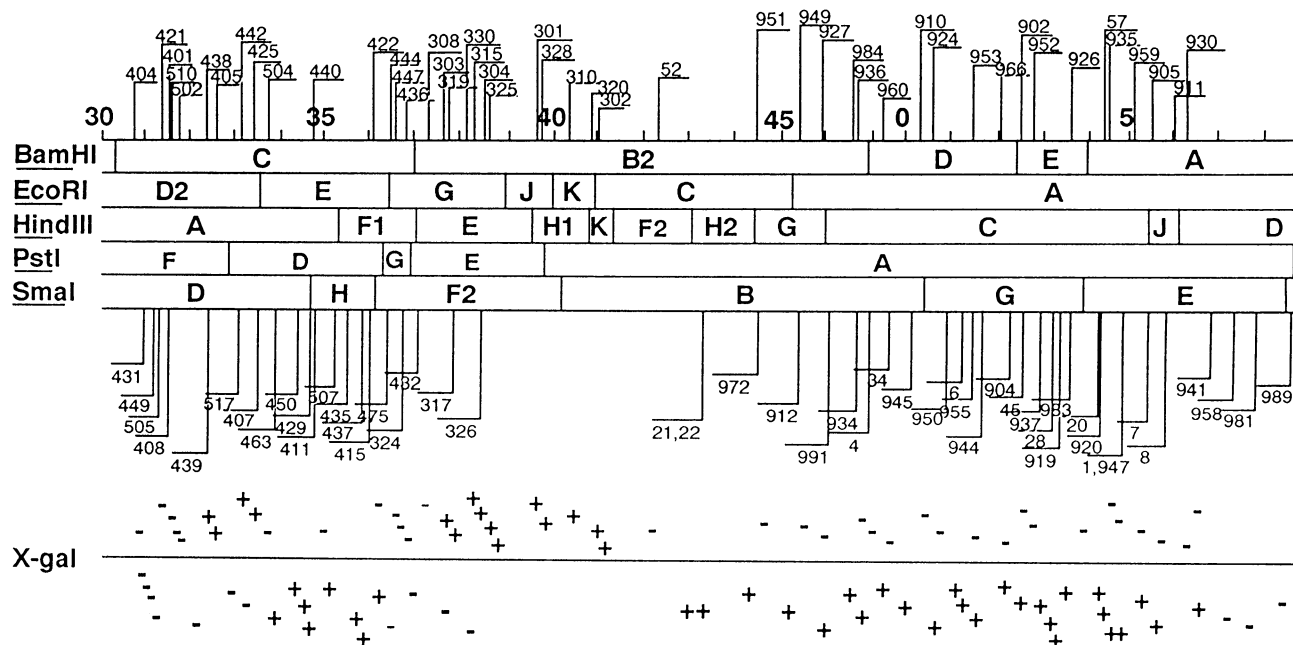 442 330 301 951 949 910 902 57
421 422 308 927 924 952 935 930
401 438 425 444 303 315 328 984 953 959
404 510 405 504 440 447 319 304 310 52 936 966 926 905
502 436 325 320 302 960 911
30 35 40 45 0 5
BamHI C B2 D E A
EcoRI D2 E G J K C A
HindIII A F1 E H1 K F2 H2 G C J D
PstI F D G E A
SmaI D H F2 B G E
431 432 972 34 6 904 941 989
449 517 450 507 317 912 945 955 45 983 958
505 407 429 435 475 326 21,22 934 950 937 20 7 981
408 463 411 437 324 4 944 28 920 8
439 415 991 919 1,947
- + + - - + + + + - - - - - - - -
X-gal
- - + + + - - + + + + + + + + - -